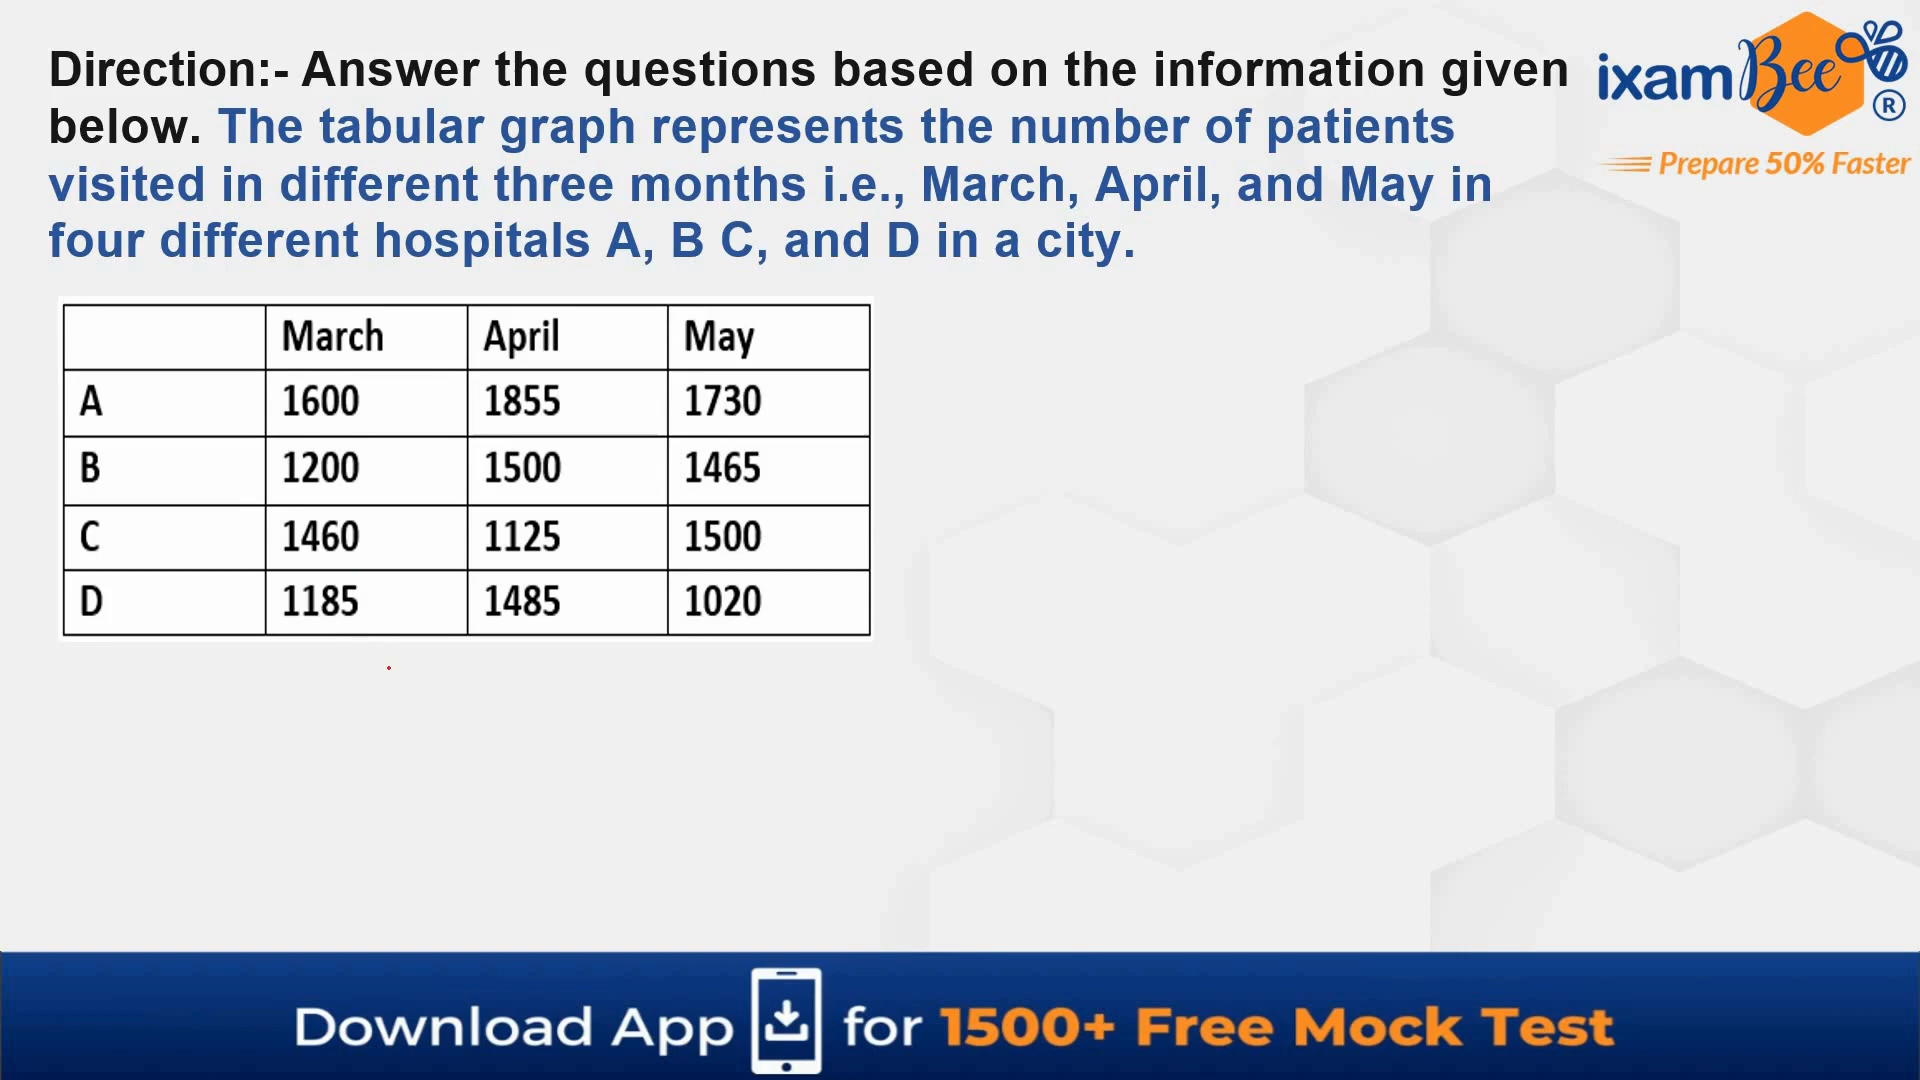 Direction:- Answer the questions based on the information given
below. The tabular graph represents the number of patients
visited in different three months i.e., March, April, and May in
four different hospitals A, B C, and D in a city.
ixamBee®
Prepare 50% Faster
March April May
A 1600 1855 1730
B 1200 1500 1465
C 1460 1125 1500
D 1185 1485 1020
Download App for 1500+ Free Mock Test